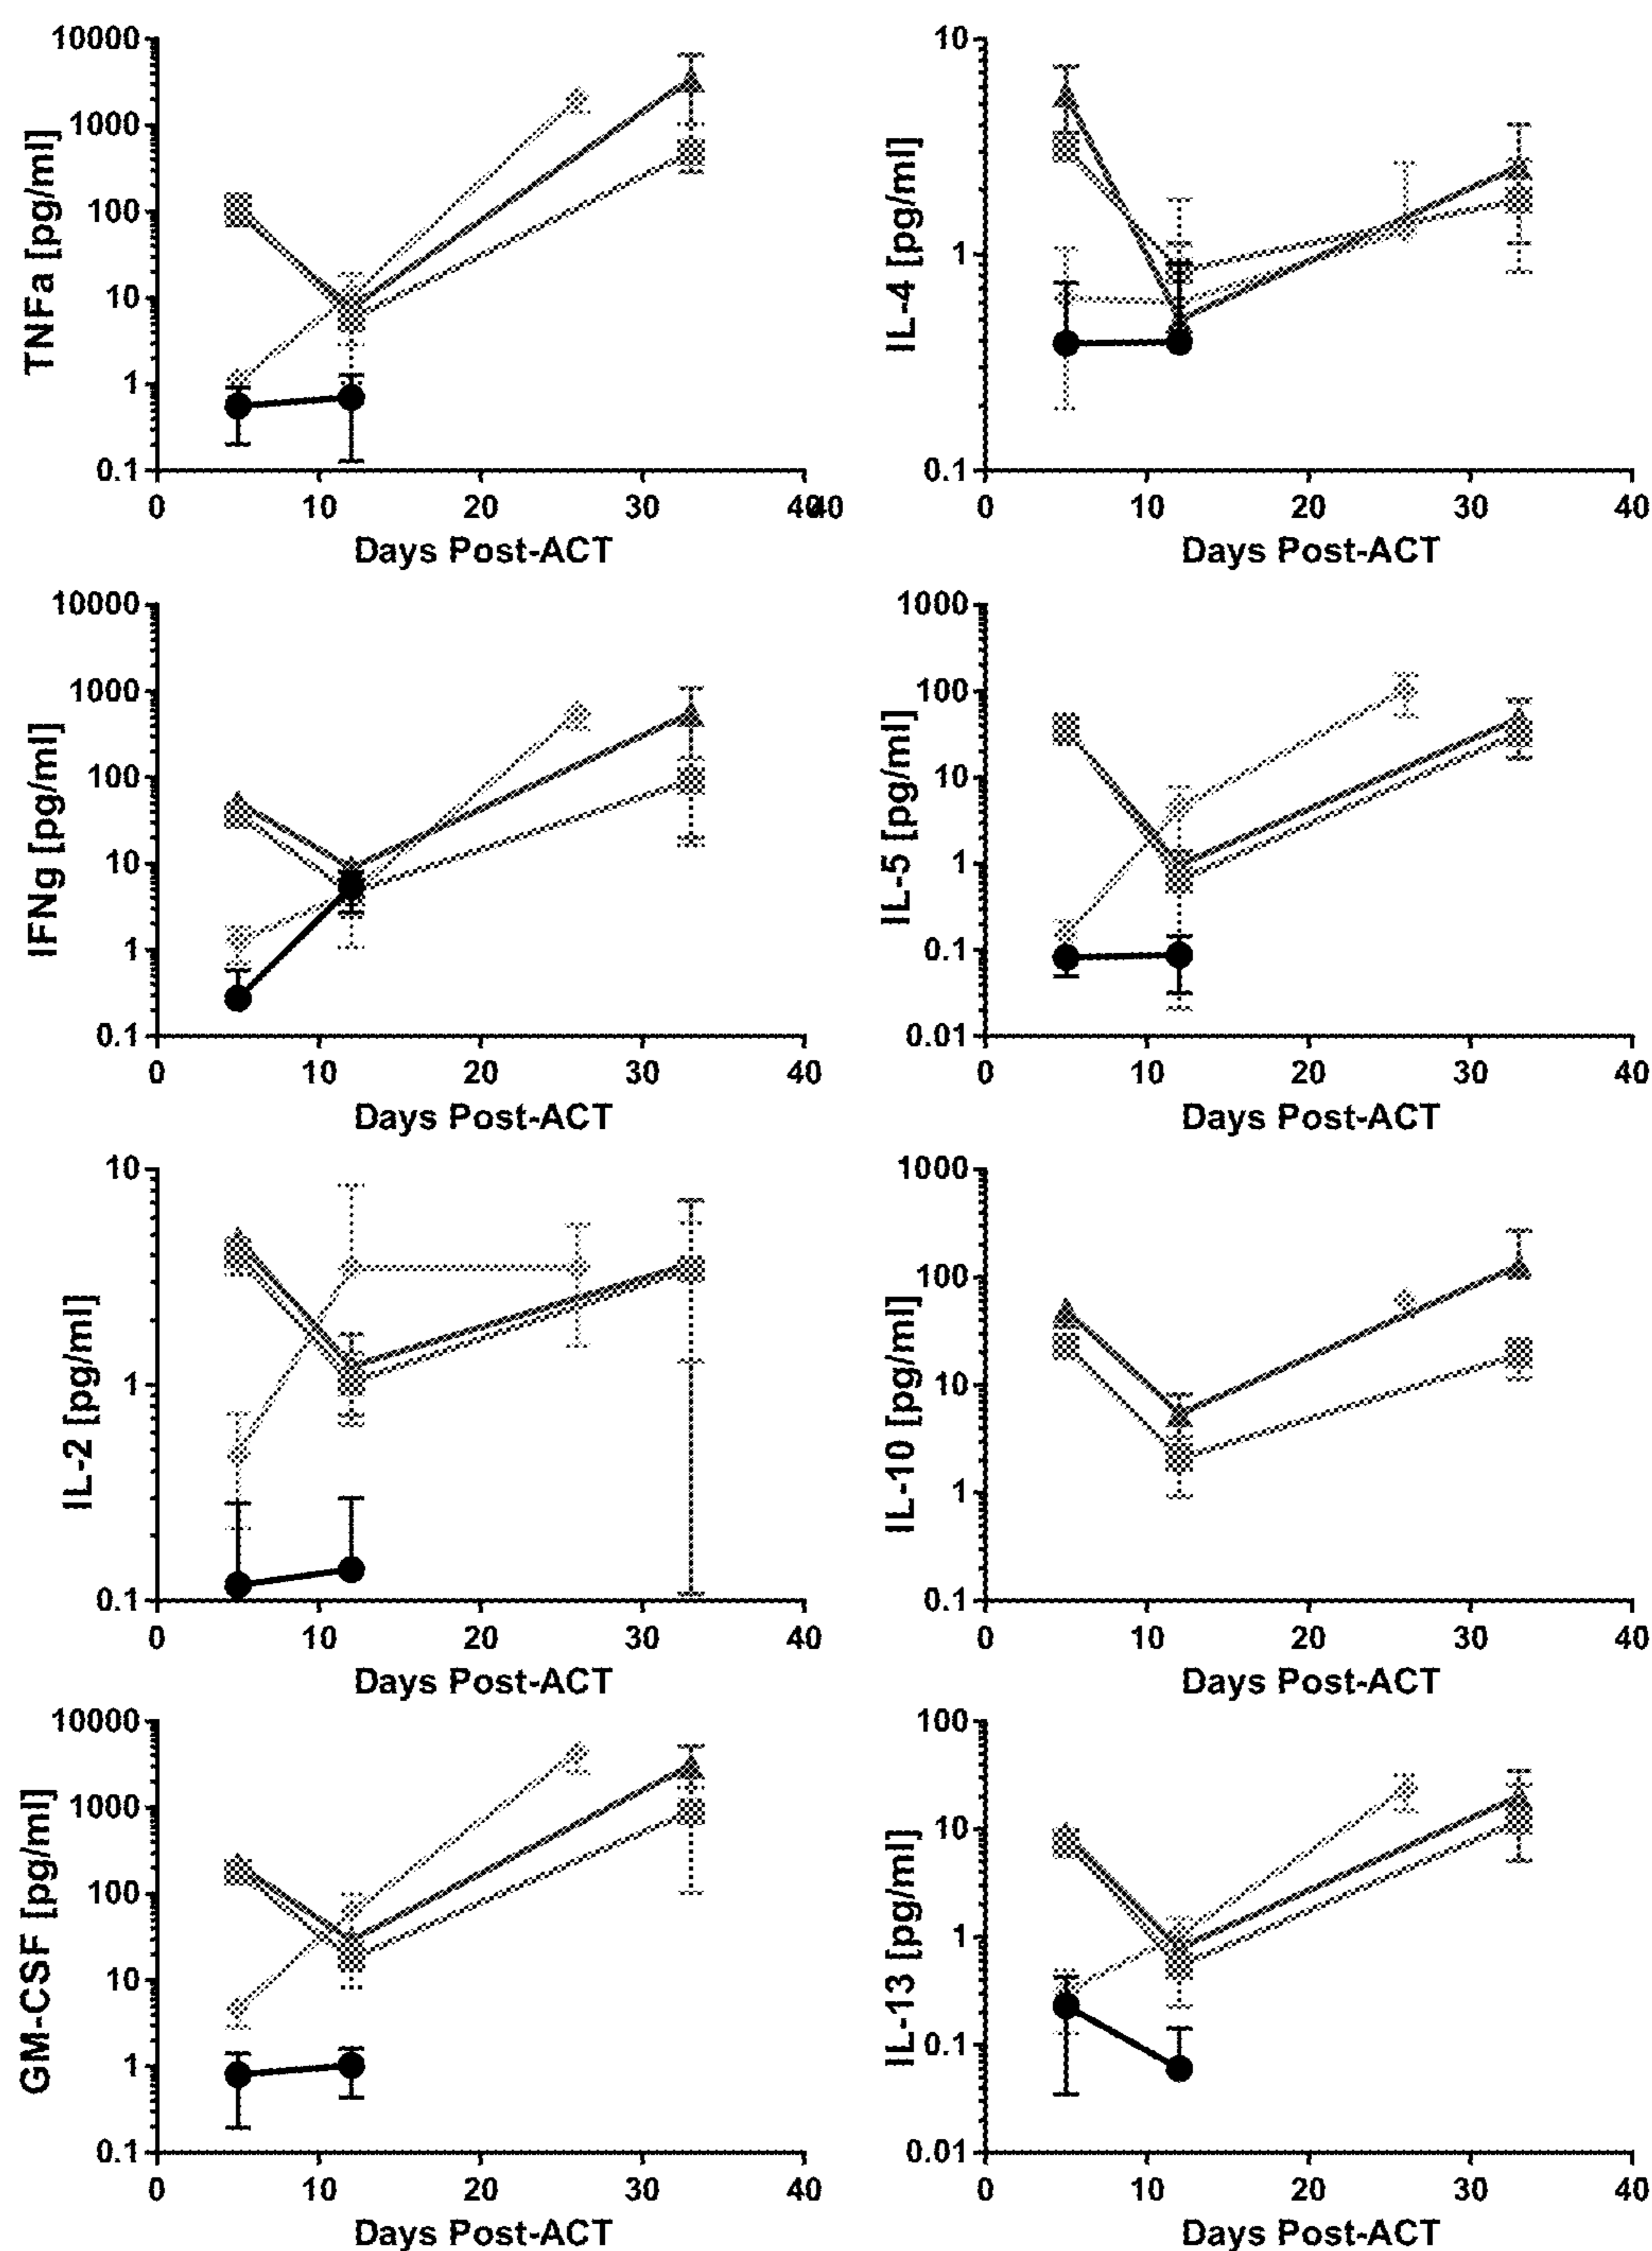 10000
1000
100
10
1
0.1
TNFa [pg/ml]
0 10 20 30 40 40
Days Post-ACT
10
1
0.1
IL-4 [pg/ml]
0 10 20 30 40
Days Post-ACT
10000
1000
100
10
1
0.1
IFNg [pg/ml]
0 10 20 30 40
Days Post-ACT
1000
100
10
1
0.1
0.01
IL-5 [pg/ml]
0 10 20 30 40
Days Post-ACT
10
1
0.1
IL-2 [pg/ml]
0 10 20 30 40
Days Post-ACT
1000
100
10
1
0.1
IL-10 [pg/ml]
0 10 20 30 40
Days Post-ACT
10000
1000
100
10
1
0.1
GM-CSF [pg/ml]
0 10 20 30 40
Days Post-ACT
100
10
1
0.1
0.01
IL-13 [pg/ml]
0 10 20 30 40
Days Post-ACT